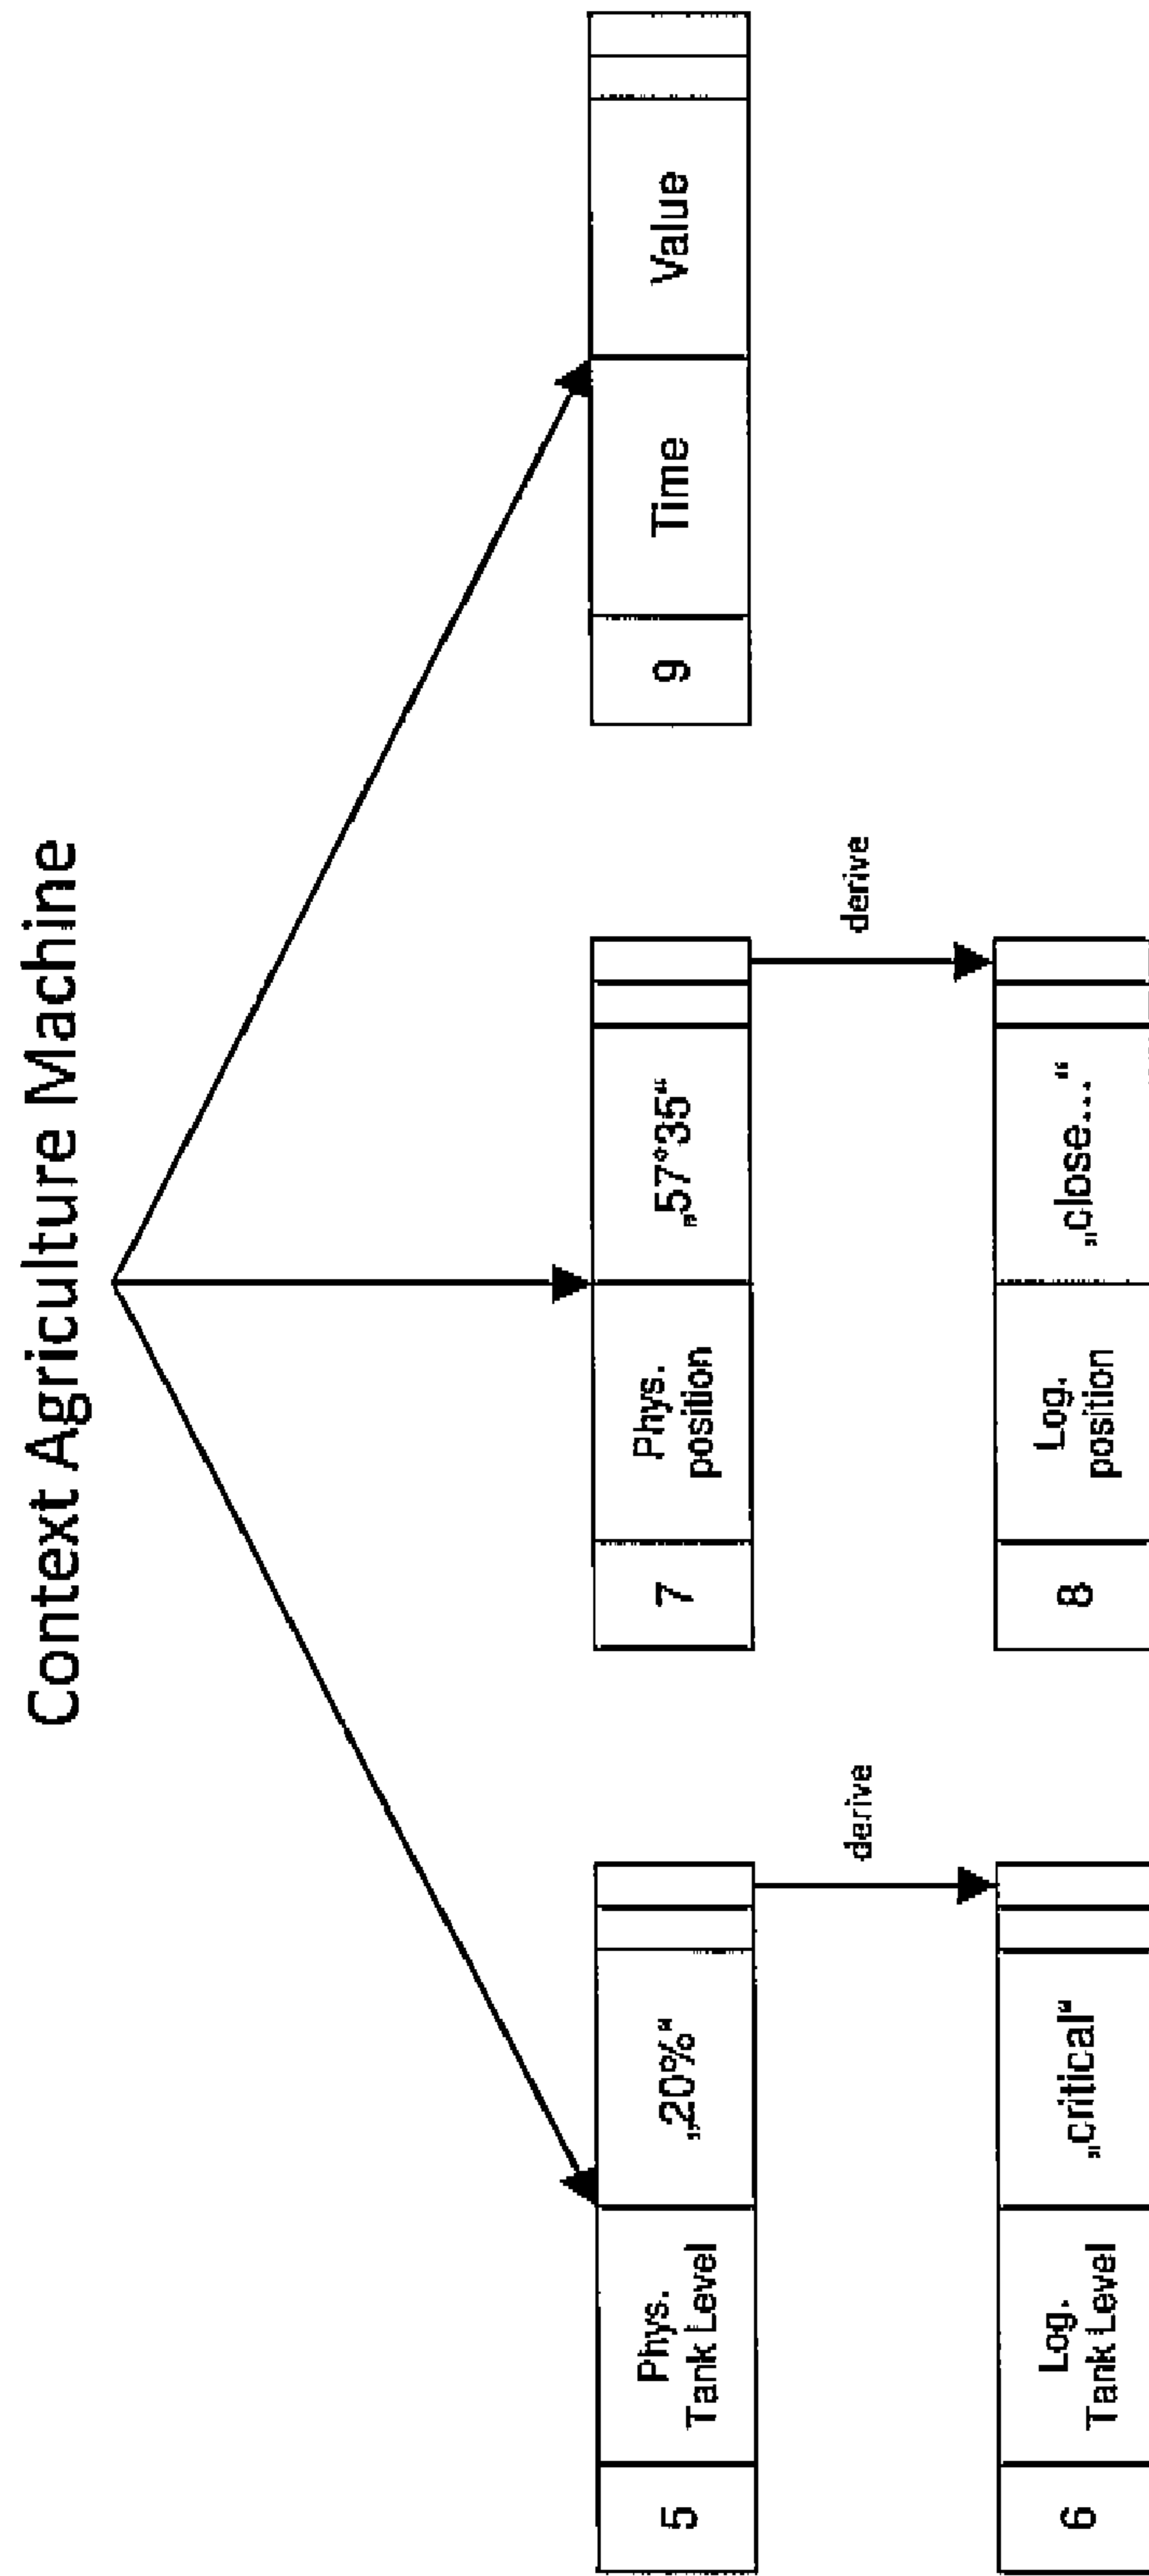 Context Agriculture Machine
5
Phys.
Tank Level
„20%“
7
Phys.
position
„57°35“
9
Time
Value
derive
derive
6
Log.
Tank Level
„critical“
8
Log.
position
„close...“